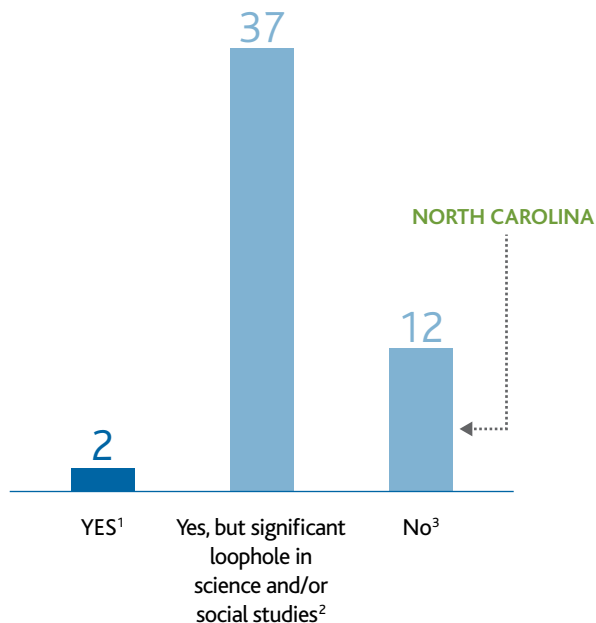 37
NORTH CAROLINA
12
2
YES¹
Yes, but significant
loophole in
science and/or
social studies²
No³